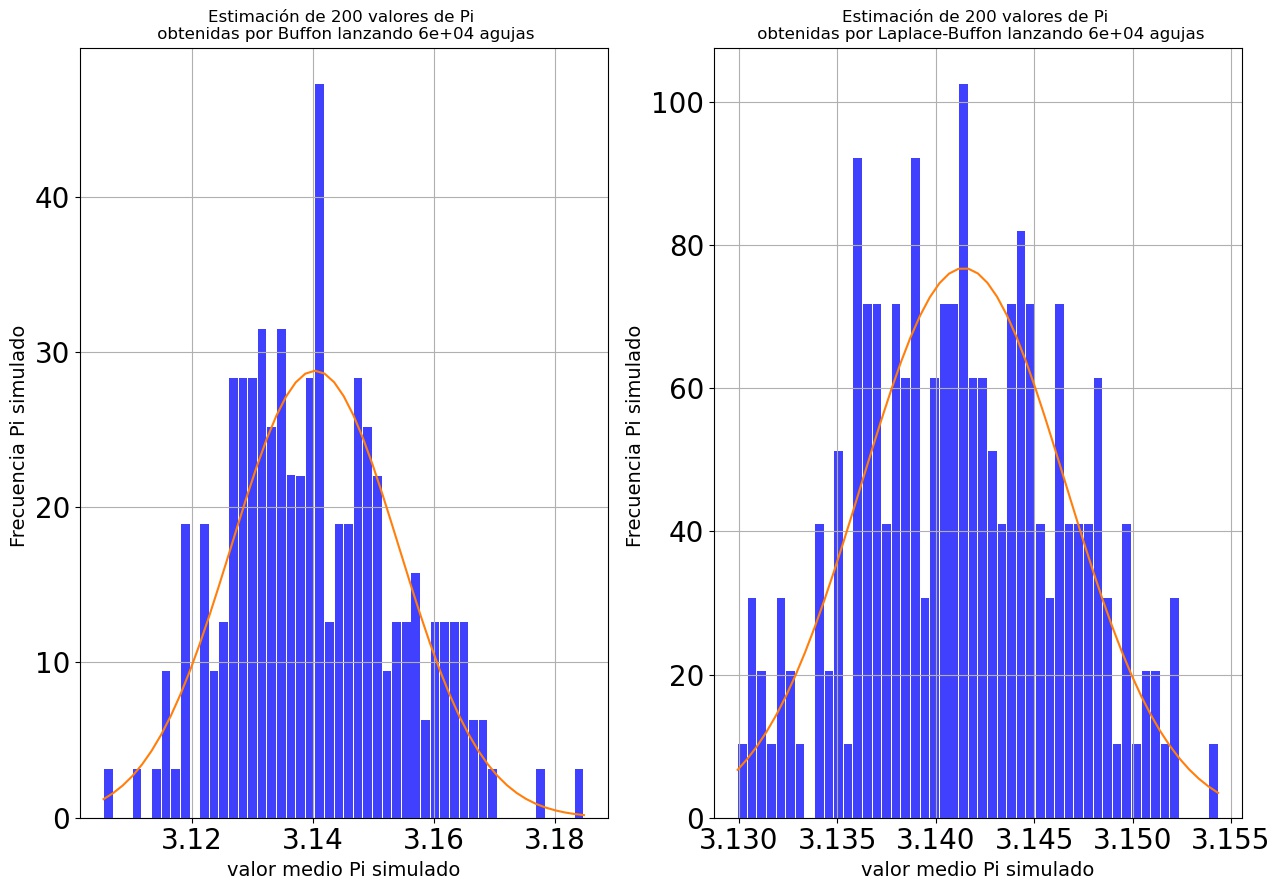 Estimación de 200 valores de Pi
obtenidas por Buffon lanzando 6e+04 agujas
Frecuencia Pi simulado
40
30
20
10
0
3.12 3.14 3.16 3.18
valor medio Pi simulado
Estimación de 200 valores de Pi
obtenidas por Laplace-Buffon lanzando 6e+04 agujas
Frecuencia Pi simulado
100
80
60
40
20
0
3.130 3.135 3.140 3.145 3.150 3.155
valor medio Pi simulado